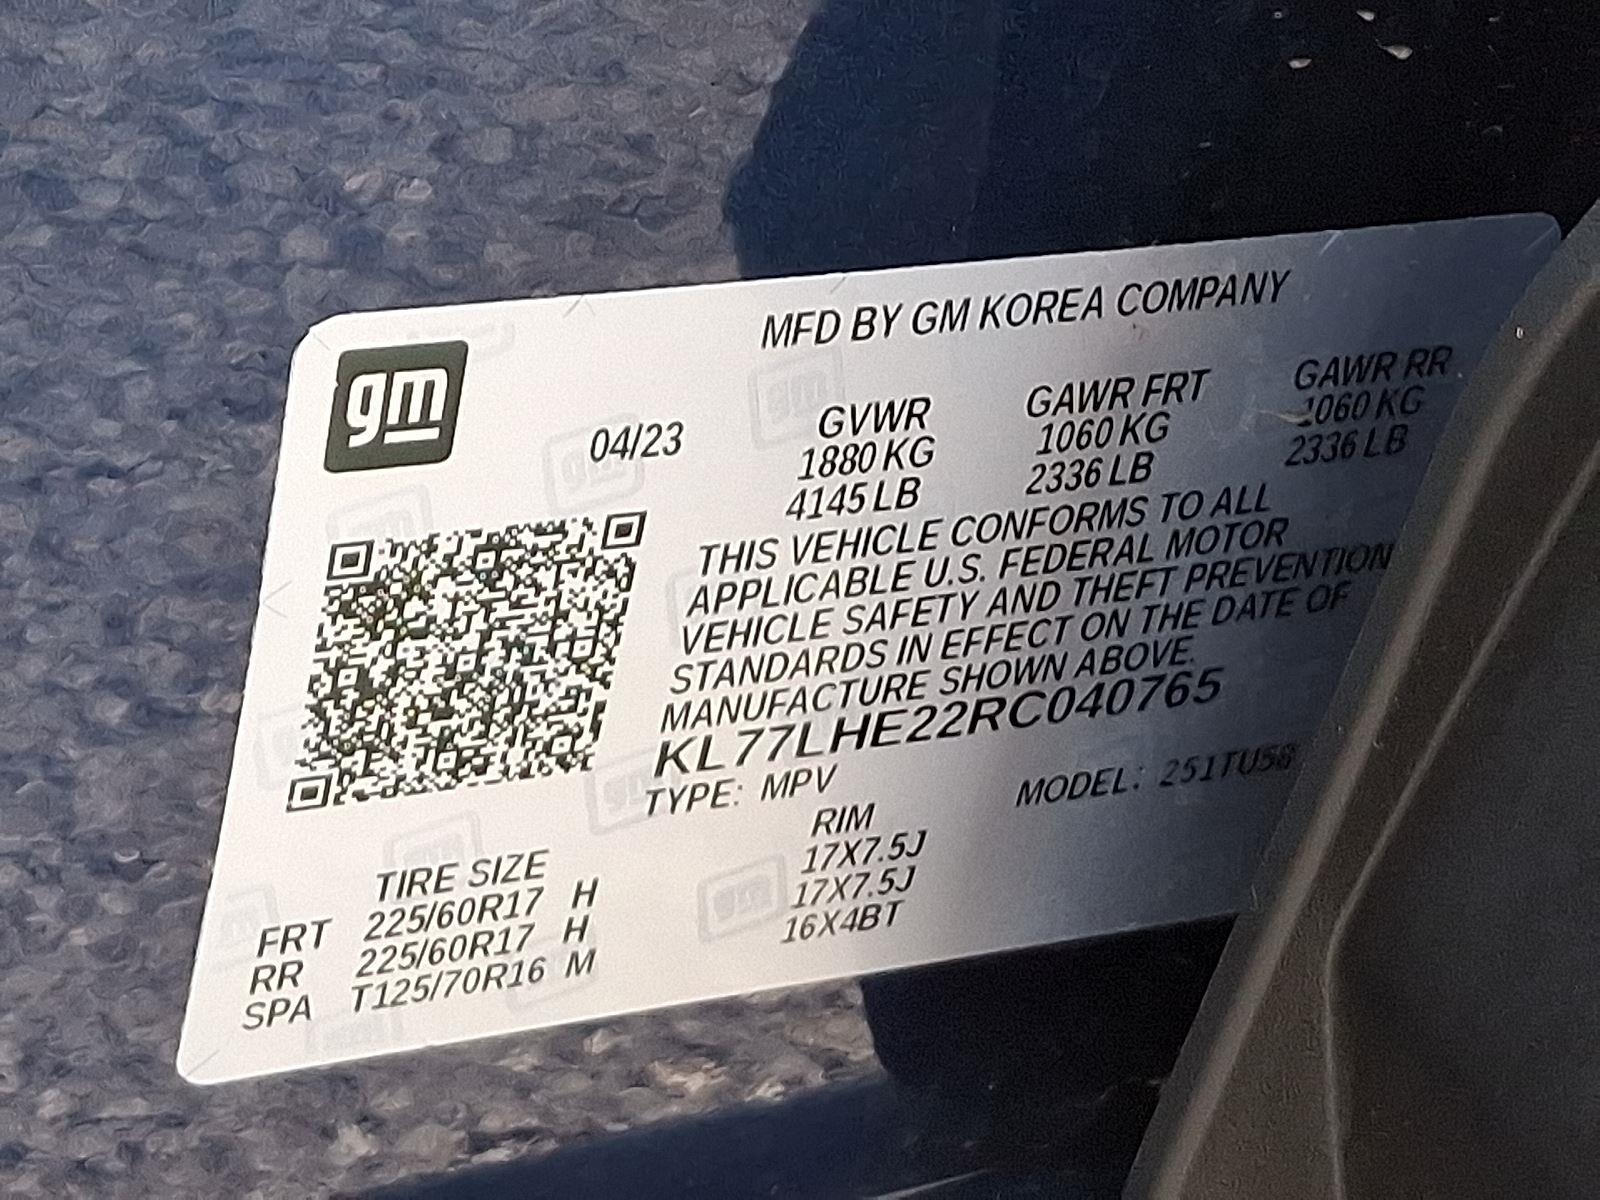 gm
MFD BY GM KOREA COMPANY
04/23
GVWR GAWR FRT GAWR RR
1880 KG 1060 KG 1060 KG
4145 LB 2336 LB 2336 LB
THIS VEHICLE CONFORMS TO ALL
APPLICABLE U.S. FEDERAL MOTOR
VEHICLE SAFETY AND THEFT PREVENTION
STANDARDS IN EFFECT ON THE DATE OF
MANUFACTURE SHOWN ABOVE.
KL77LHE22RC040765
TYPE: MPV MODEL: 251TU58
TIRE SIZE RIM
FRT 225/60R17 H 17X7.5J
RR 225/60R17 H 17X7.5J
SPA T125/70R16 M 16X4BT